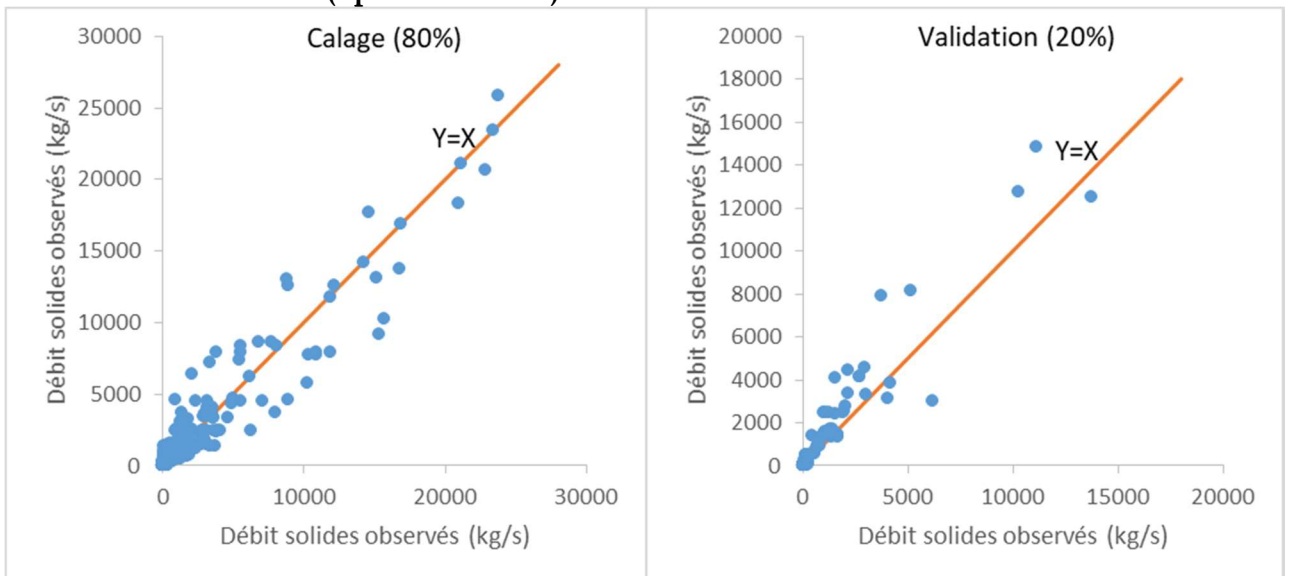 Calage (80%)
30000
25000
20000
15000
10000
5000
0
Y=X
0 10000 20000 30000
Débit solides observés (kg/s)
Débit solides observés (kg/s)
Validation (20%)
20000
18000
16000
14000
12000
10000
8000
6000
4000
2000
0
Y=X
0 5000 10000 15000 20000
Débit solides observés (kg/s)
Débit solides observés (kg/s)